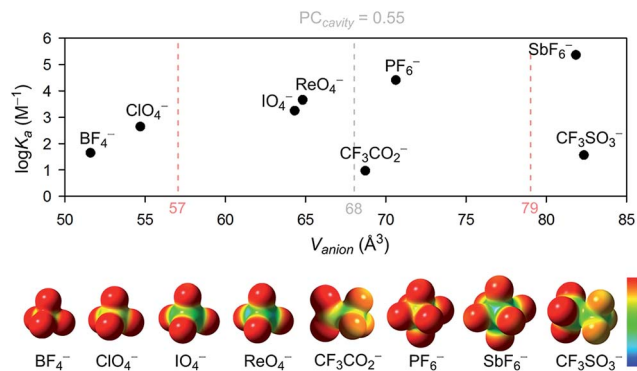 PC_cavity = 0.55
6
5
4
3
2
1
0
logKₐ (M⁻¹)
BF₄⁻
ClO₄⁻
IO₄⁻
ReO₄⁻
PF₆⁻
CF₃CO₂⁻
SbF₆⁻
CF₃SO₃⁻
50 55 57 60 65 68 70 75 79 80 85
V_anion (Å³)
BF₄⁻ ClO₄⁻ IO₄⁻ ReO₄⁻ CF₃CO₂⁻ PF₆⁻ SbF₆⁻ CF₃SO₃⁻